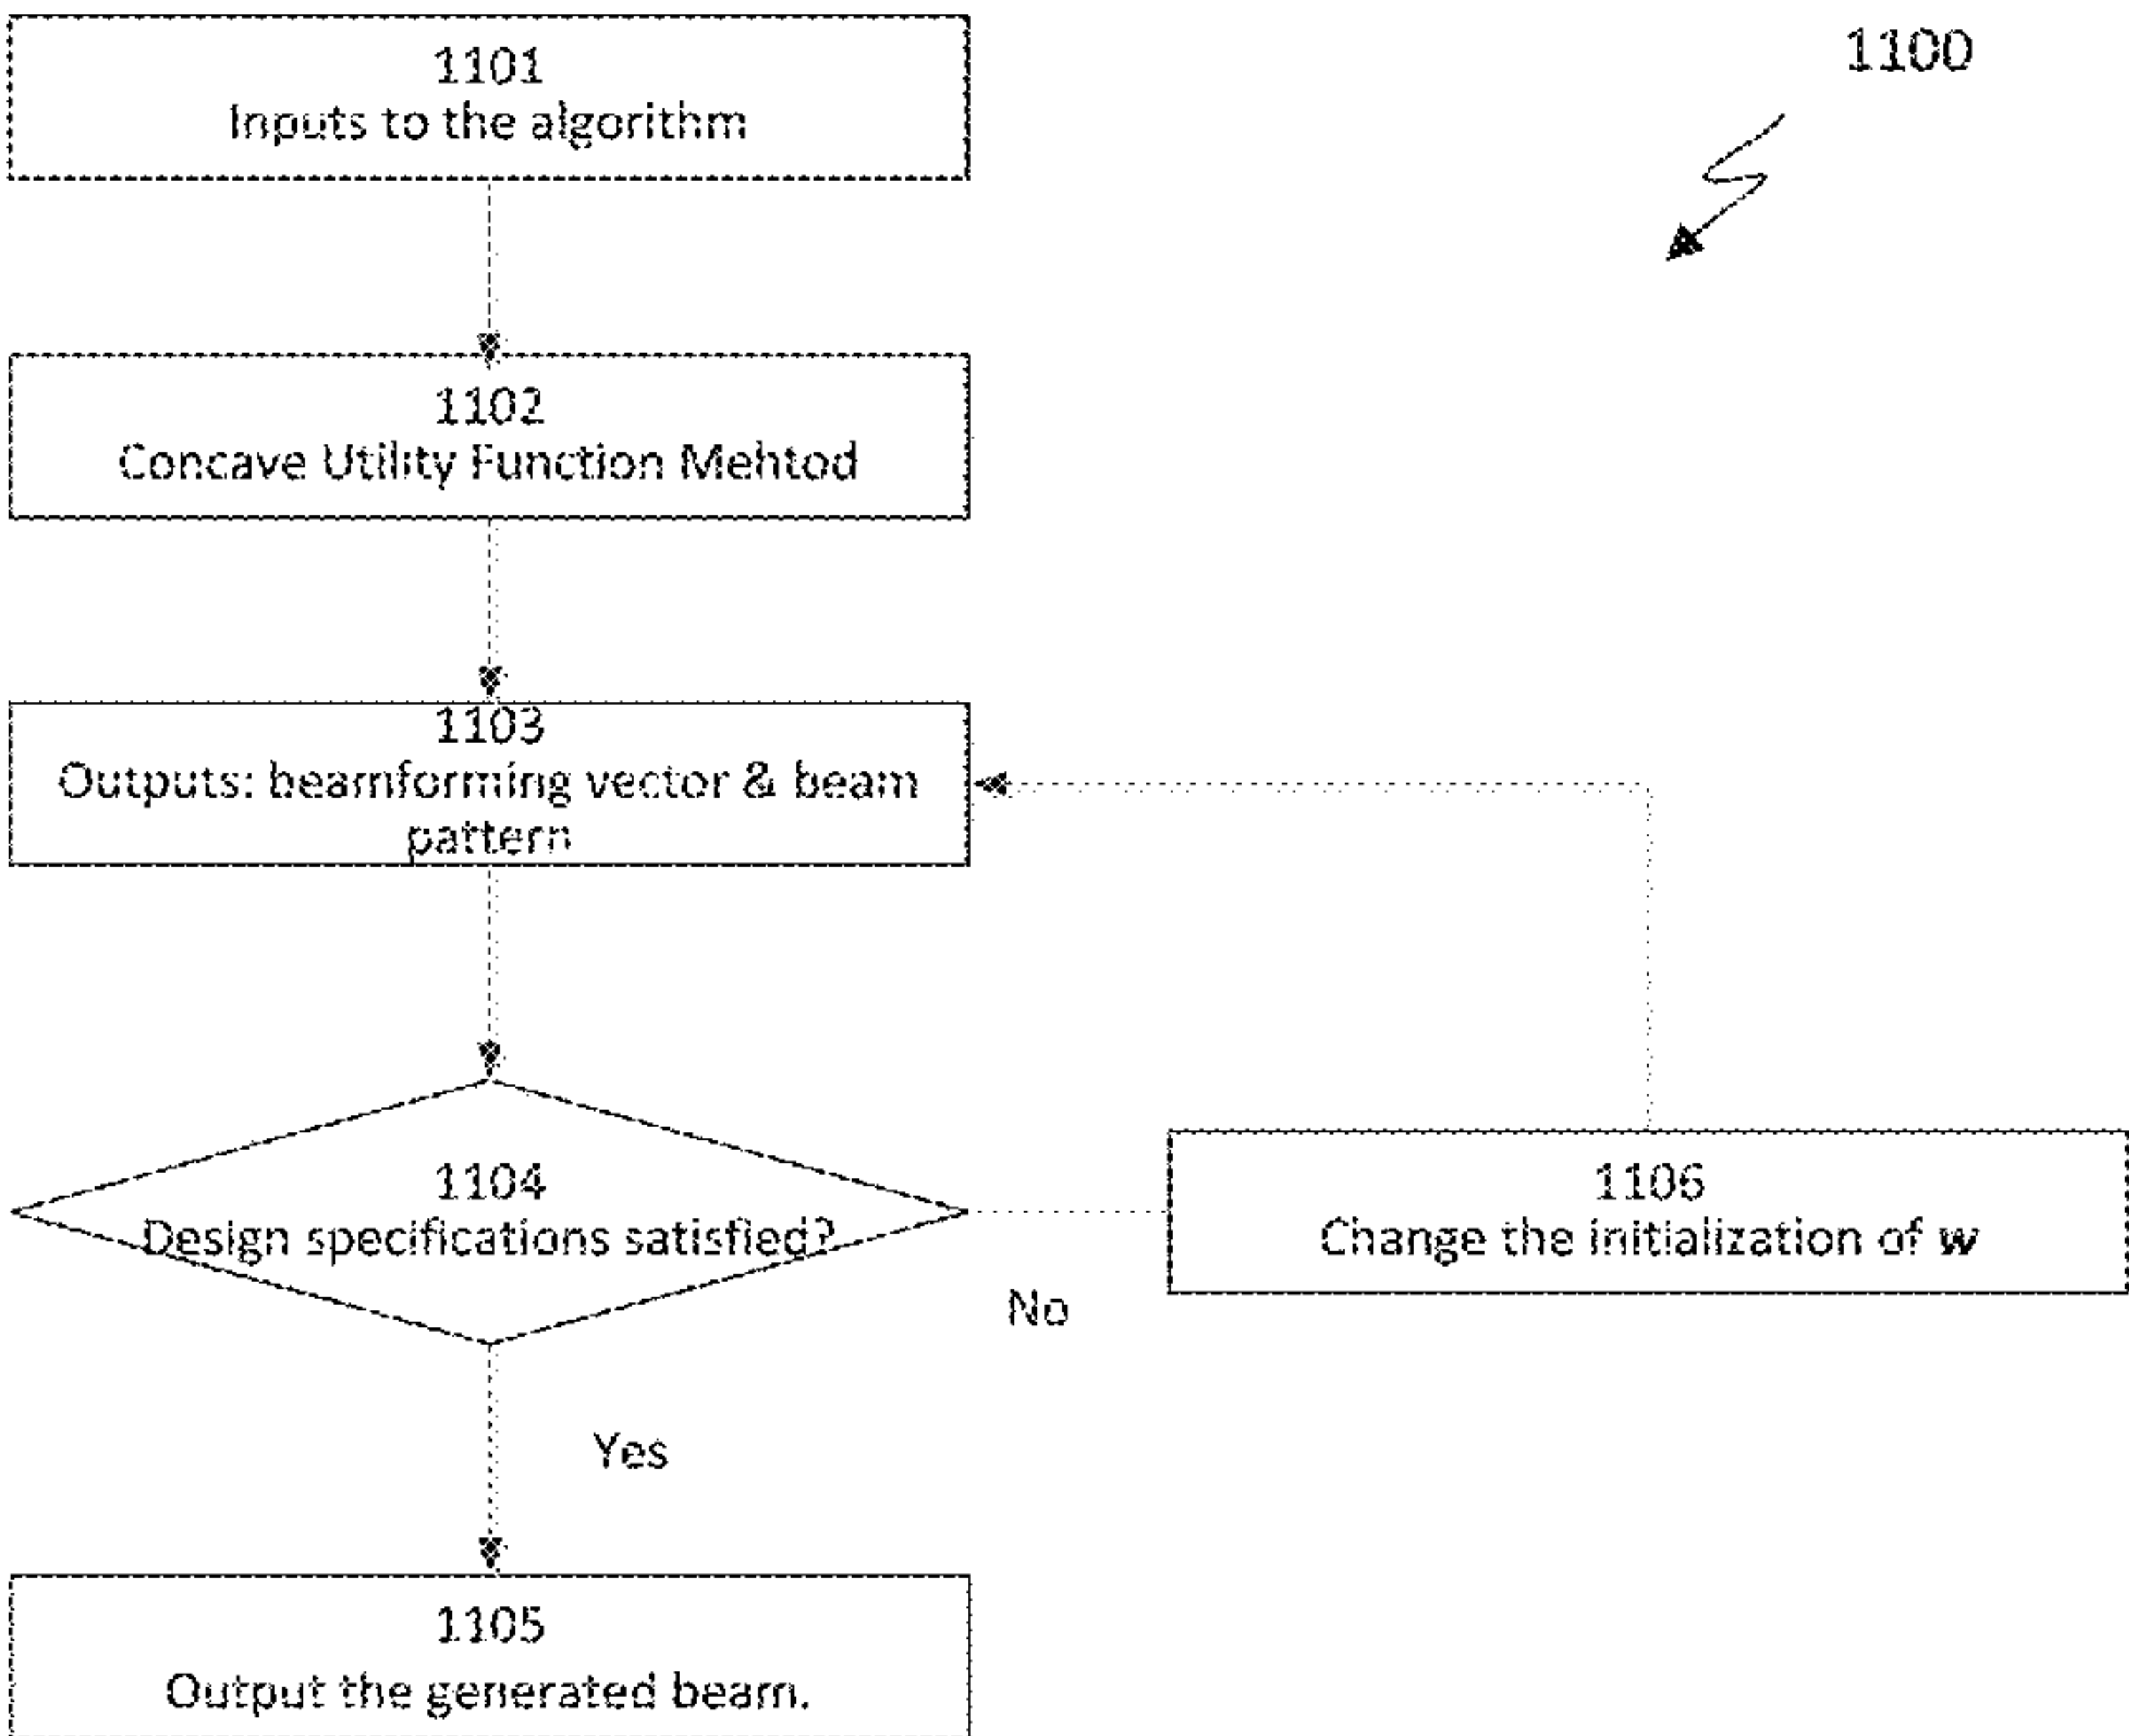 1100
1101
Inputs to the algorithm
1102
Concave Utility Function Mehtod
1103
Outputs: beamforming vector & beam
pattern
1104
Design specifications satisfied?
1106
Change the initialization of w
No
Yes
1105
Output the generated beam.